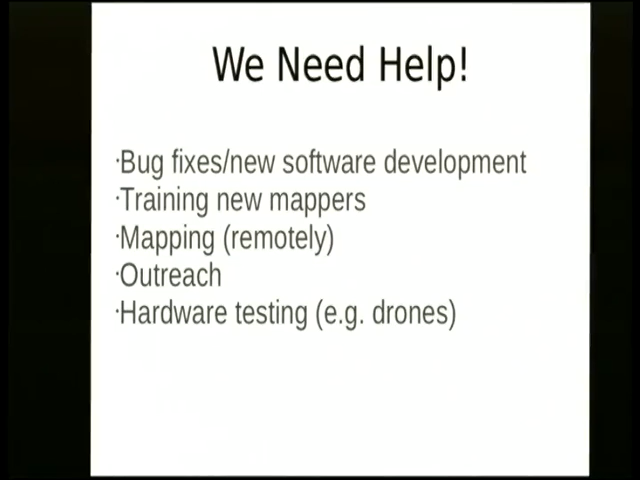 We Need Help!
·Bug fixes/new software development
·Training new mappers
·Mapping (remotely)
·Outreach
·Hardware testing (e.g. drones)